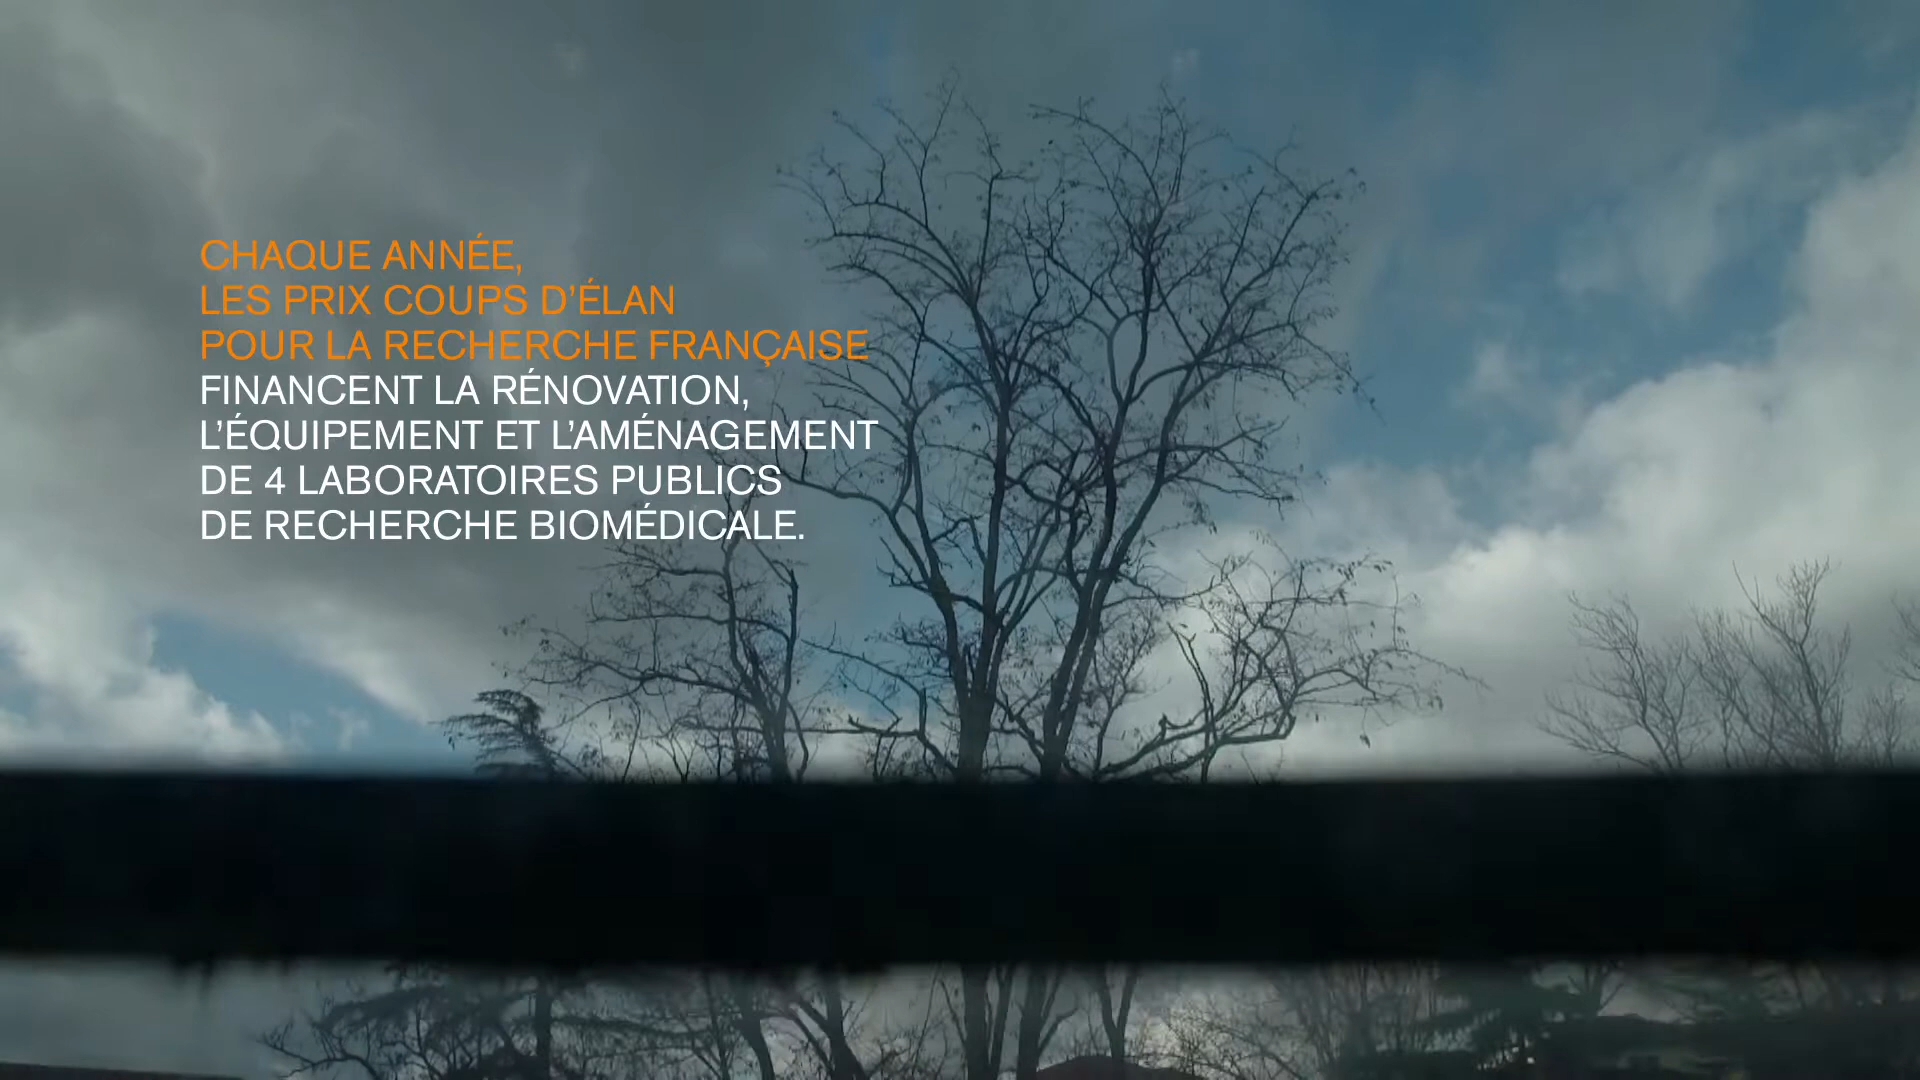 CHAQUE ANNÉE,
LES PRIX COUPS D’ÉLAN
POUR LA RECHERCHE FRANÇAISE
FINANCENT LA RÉNOVATION,
L’ÉQUIPEMENT ET L’AMÉNAGEMENT
DE 4 LABORATOIRES PUBLICS
DE RECHERCHE BIOMÉDICALE.